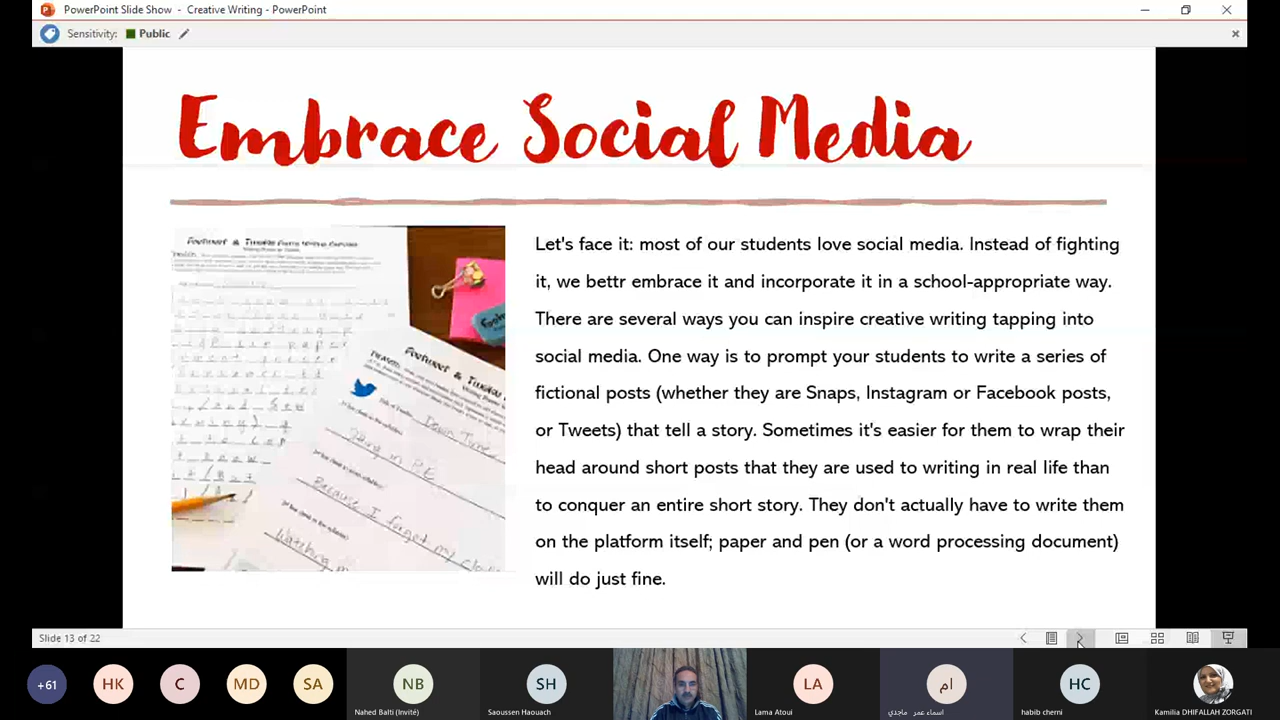 PowerPoint Slide Show - Creative Writing - PowerPoint
Sensitivity: Public
Embrace Social Media
Let's face it: most of our students love social media. Instead of fighting
it, we bettr embrace it and incorporate it in a school-appropriate way.
There are several ways you can inspire creative writing tapping into
social media. One way is to prompt your students to write a series of
fictional posts (whether they are Snaps, Instagram or Facebook posts,
or Tweets) that tell a story. Sometimes it's easier for them to wrap their
head around short posts that they are used to writing in real life than
to conquer an entire short story. They don't actually have to write them
on the platform itself; paper and pen (or a word processing document)
will do just fine.
Because I forgot my
Watching
Slide 13 of 22
+61 HK C MD SA NB SH LA ام HC
Nahed Balti (Invité) Saoussen Haouach Lama Atoui اسماء عمر . ماجدي habib cherni Kamilia DHIFALLAH ZORGATI